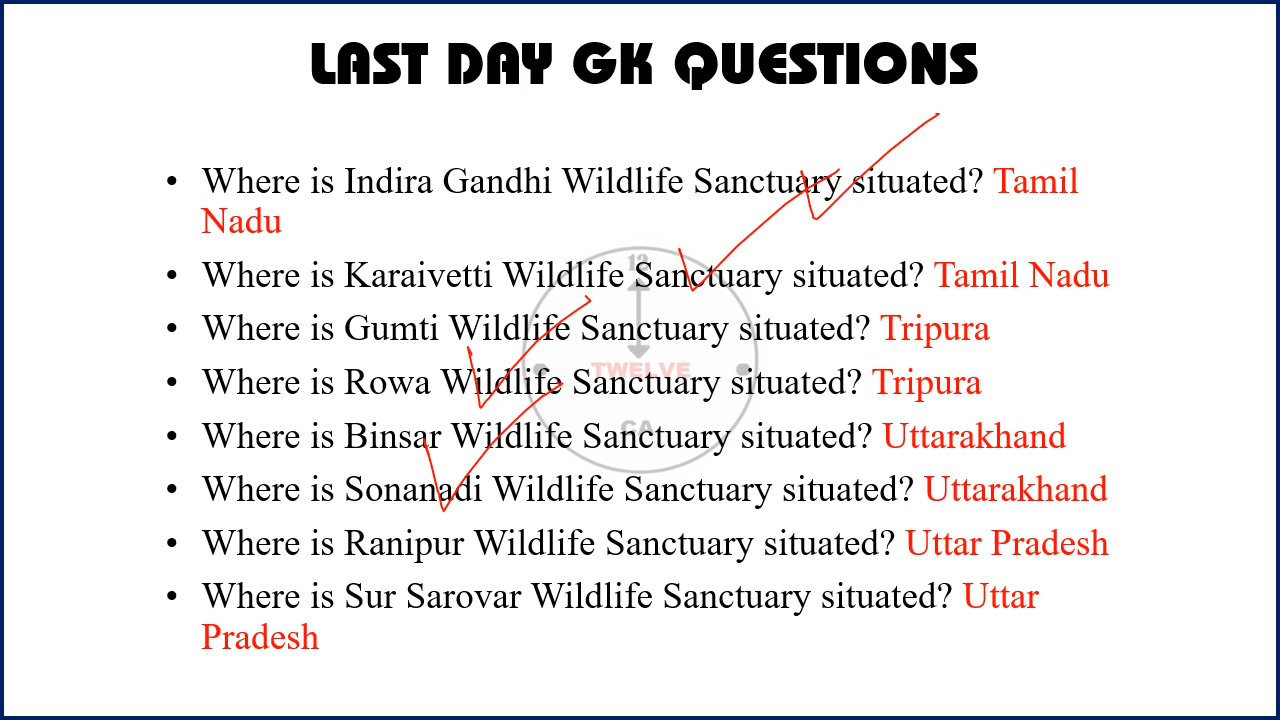 LAST DAY GK QUESTIONS
• Where is Indira Gandhi Wildlife Sanctuary situated? Tamil
Nadu
• Where is Karaivetti Wildlife Sanctuary situated? Tamil Nadu
• Where is Gumti Wildlife Sanctuary situated? Tripura
• Where is Rowa Wildlife Sanctuary situated? Tripura
• Where is Binsar Wildlife Sanctuary situated? Uttarakhand
• Where is Sonanadi Wildlife Sanctuary situated? Uttarakhand
• Where is Ranipur Wildlife Sanctuary situated? Uttar Pradesh
• Where is Sur Sarovar Wildlife Sanctuary situated? Uttar
Pradesh
12
TWELVE
CA